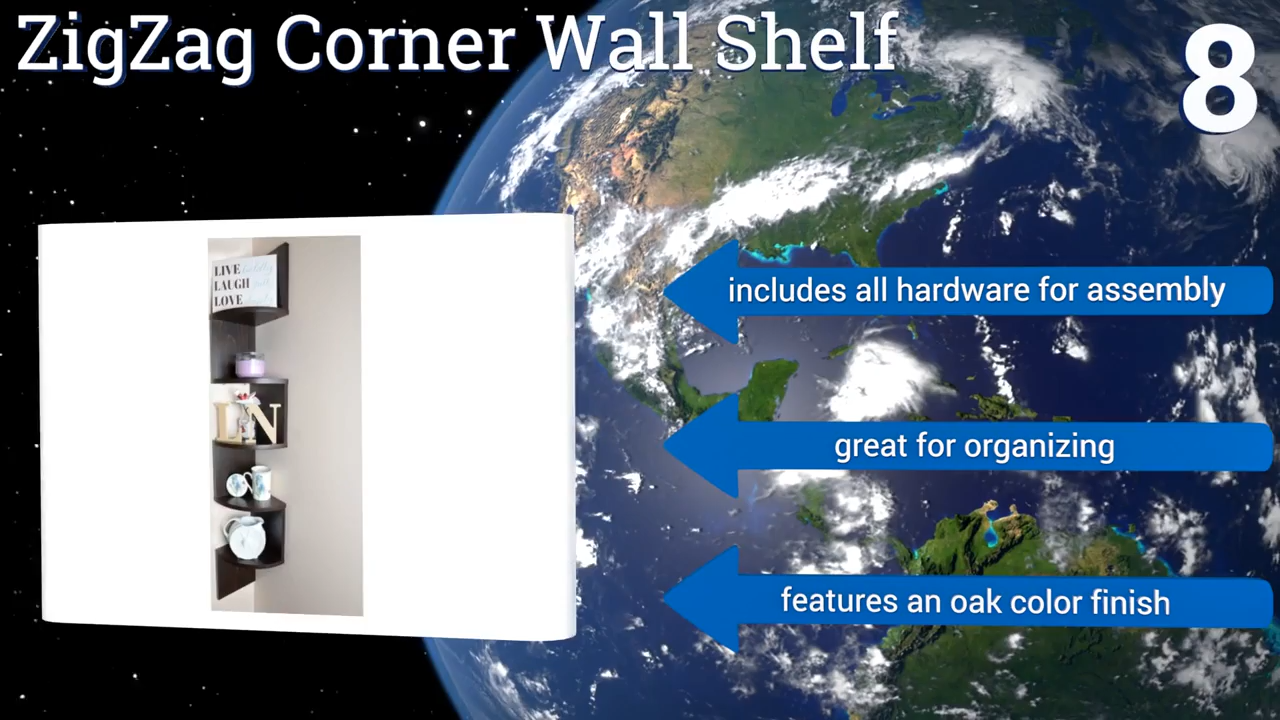 ZigZag Corner Wall Shelf
8
LIVE
LAUGH
LOVE
LN
includes all hardware for assembly
great for organizing
features an oak color finish